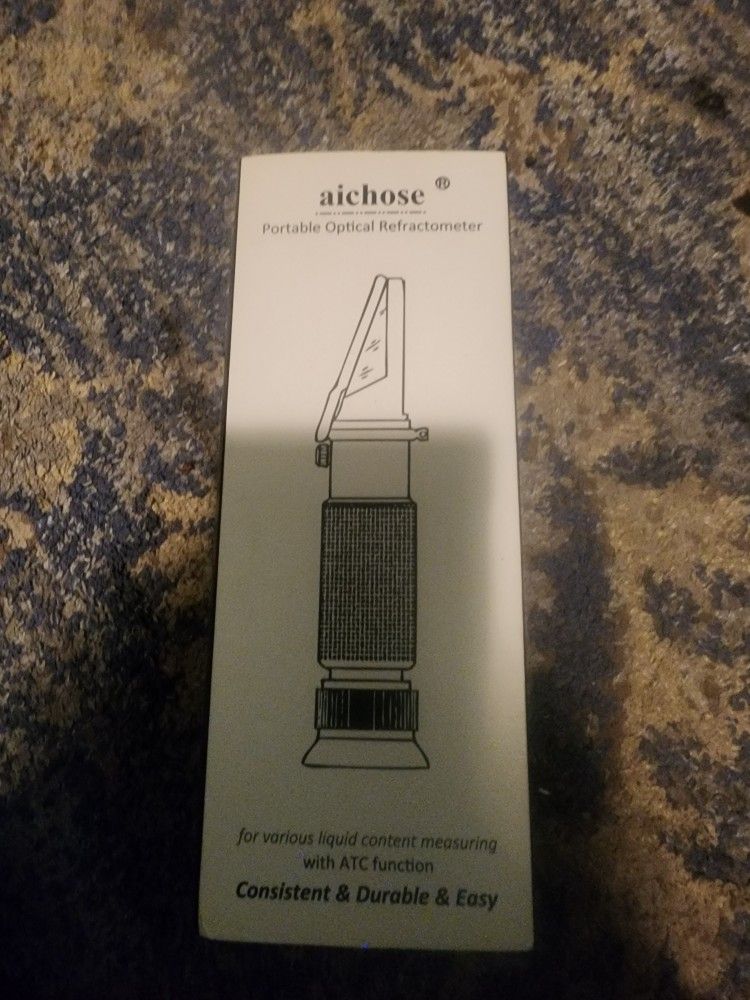 aichose ®
Portable Optical Refractometer
for various liquid content measuring
with ATC function
Consistent & Durable & Easy